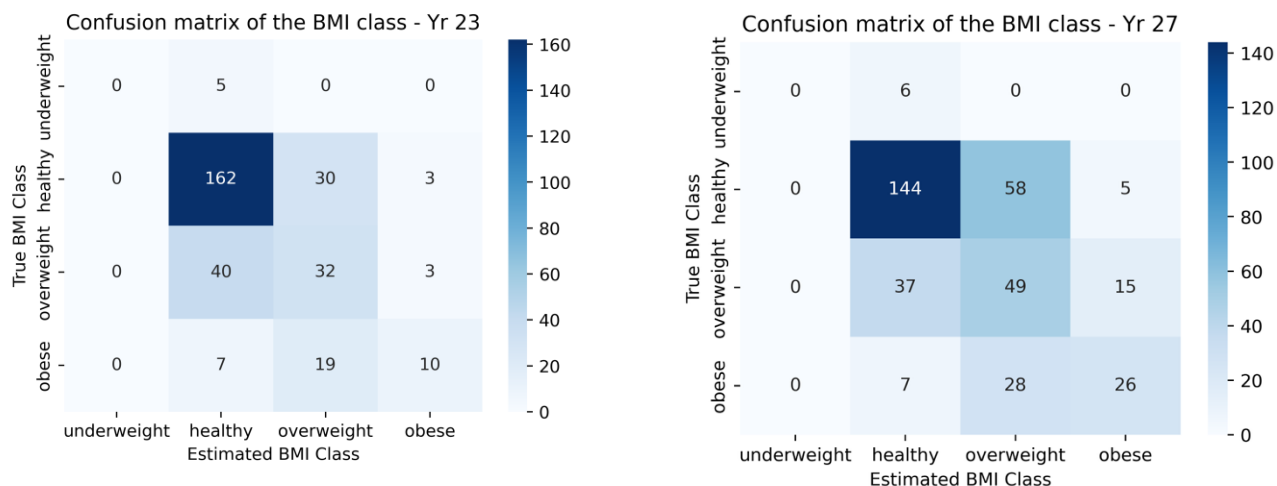 Confusion matrix of the BMI class - Yr 23
True BMI Class
underweight
healthy
overweight
obese
0 5 0 0
0 162 30 3
0 40 32 3
0 7 19 10
underweight healthy overweight obese
Estimated BMI Class
160
140
120
100
80
60
40
20
0
Confusion matrix of the BMI class - Yr 27
True BMI Class
underweight
healthy
overweight
obese
0 6 0 0
0 144 58 5
0 37 49 15
0 7 28 26
underweight healthy overweight obese
Estimated BMI Class
140
120
100
80
60
40
20
0